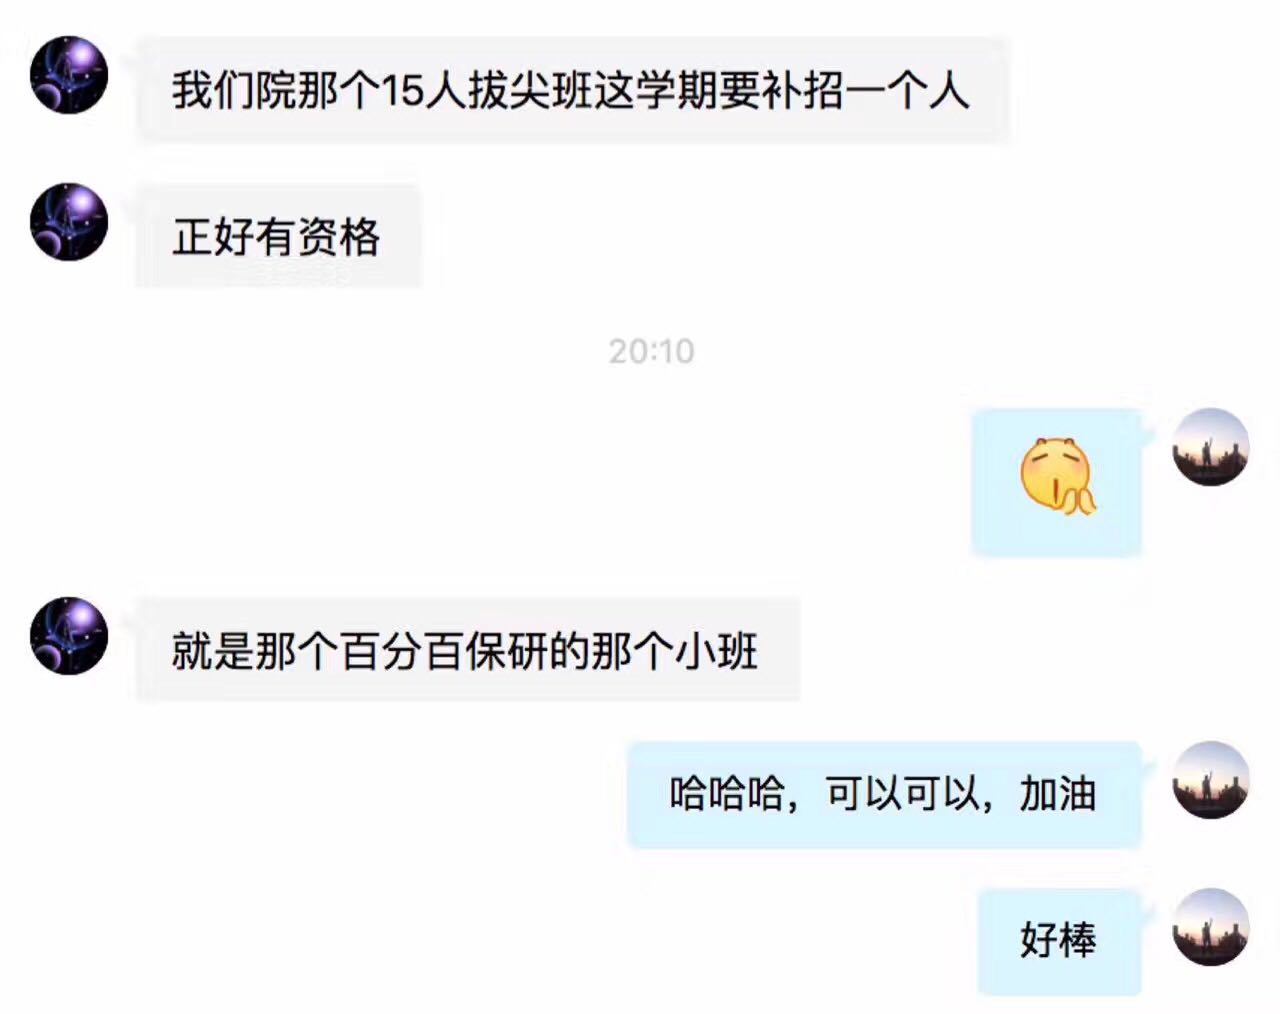 我们院那个15人拔尖班这学期要补招一个人
正好有资格
20:10
就是那个百分百保研的那个小班
哈哈哈，可以可以，加油
好棒